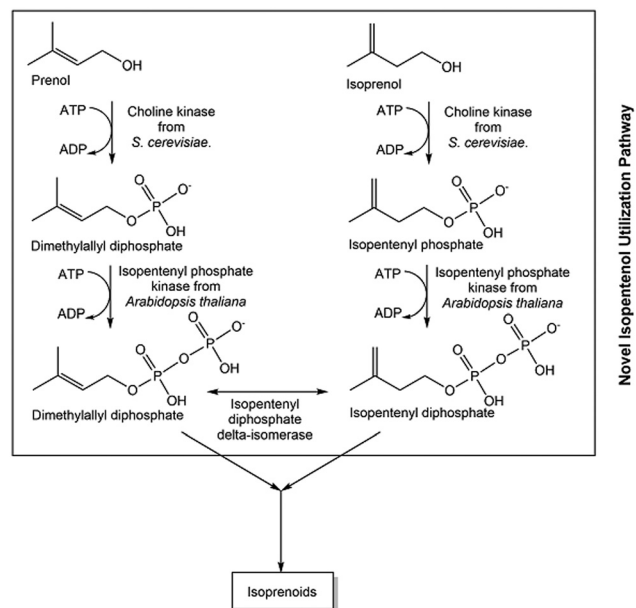 Prenol
Isoprenol
ATP
ADP
Choline kinase
from
S. cerevisiae.
ATP
ADP
Choline kinase
from
S. cerevisiae.
Dimethylallyl diphosphate
Isopentenyl phosphate
ATP
ADP
Isopentenyl phosphate
kinase from
Arabidopsis thaliana
ATP
ADP
Isopentenyl phosphate
kinase from
Arabidopsis thaliana
Dimethylallyl diphosphate
Isopentenyl
diphosphate
delta-isomerase
Isopentenyl diphosphate
Isoprenoids
Novel Isopentenol Utilization Pathway
OH
OH
O
O
P
O-
OH
O
O
P
O-
OH
O
O
P
OH
O
O
P
O-
OH
O
O
P
OH
O
O
P
O-
OH